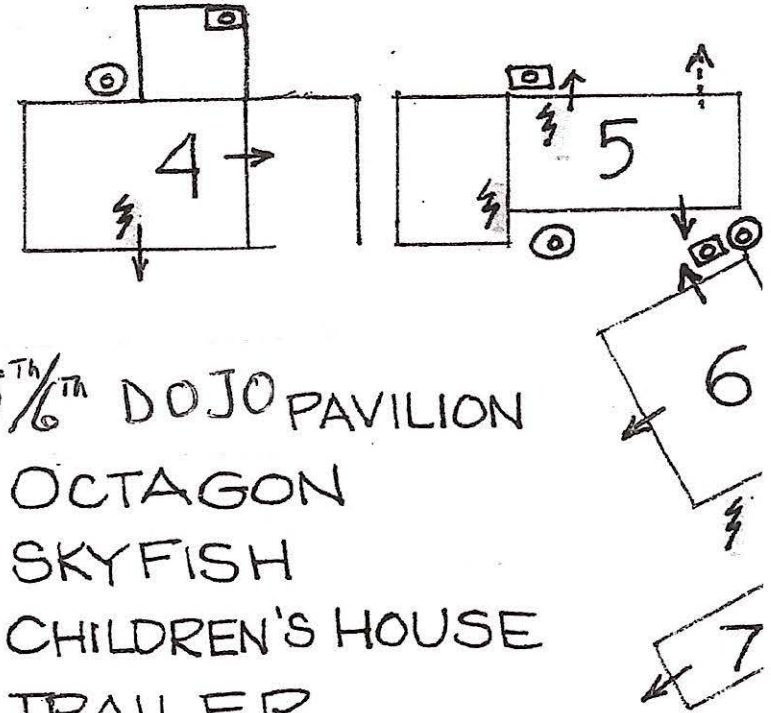 4
5
6
Th/6Th DOJO PAVILION
OCTAGON
SKYFISH
CHILDREN'S HOUSE
7
TRAILER